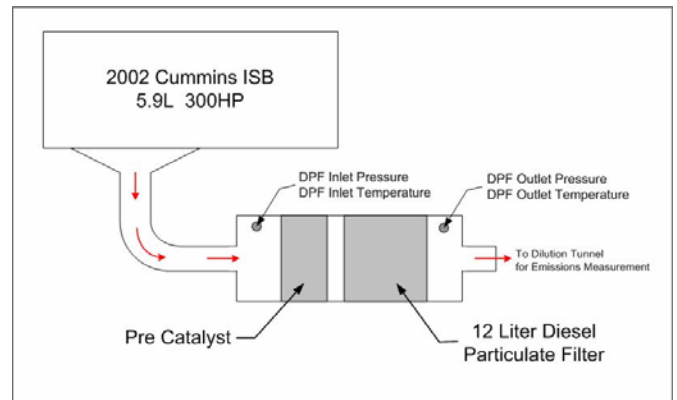 2002 Cummins ISB
5.9L 300HP
DPF Inlet Pressure
DPF Inlet Temperature
DPF Outlet Pressure
DPF Outlet Temperature
To Dilution Tunnel
for Emissions Measurement
Pre Catalyst
12 Liter Diesel
Particulate Filter